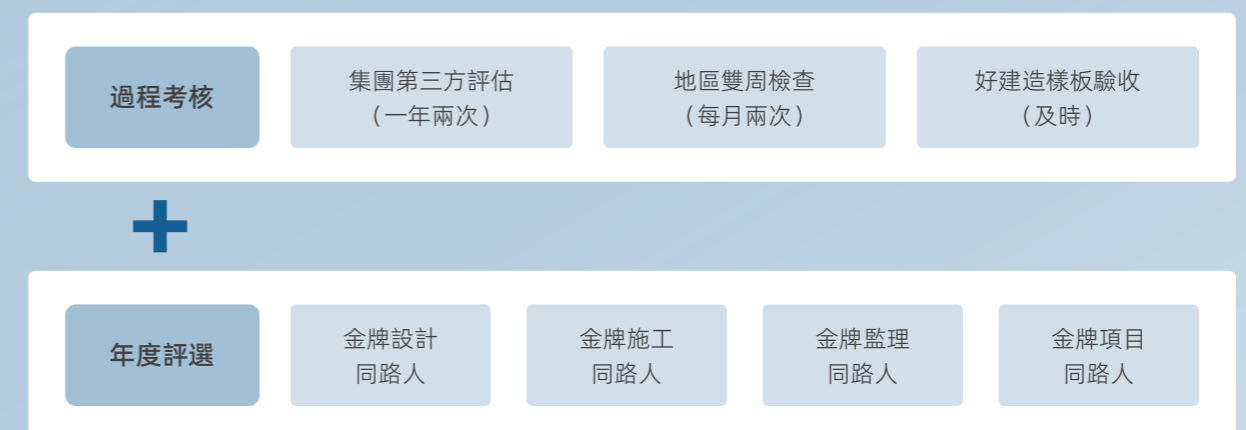 過程考核
集團第三方評估
（一年兩次）
地區雙周檢查
（每月兩次）
好建造樣板驗收
（及時）
+
年度評選
金牌設計
同路人
金牌施工
同路人
金牌監理
同路人
金牌項目
同路人